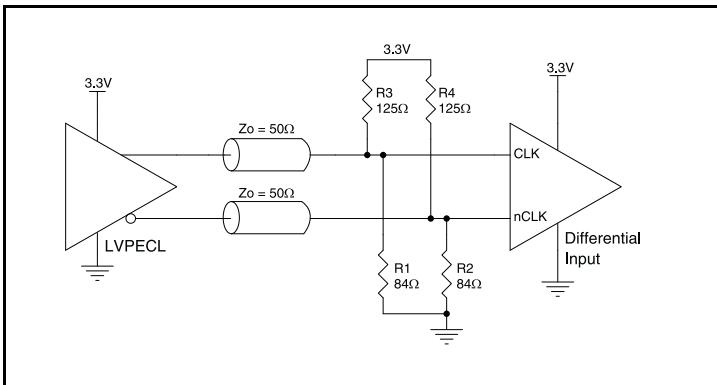 3.3V
3.3V
3.3V
R3
125Ω
R4
125Ω
Zo = 50Ω
CLK
Zo = 50Ω
nCLK
LVPECL
Differential
Input
R1
84Ω
R2
84Ω